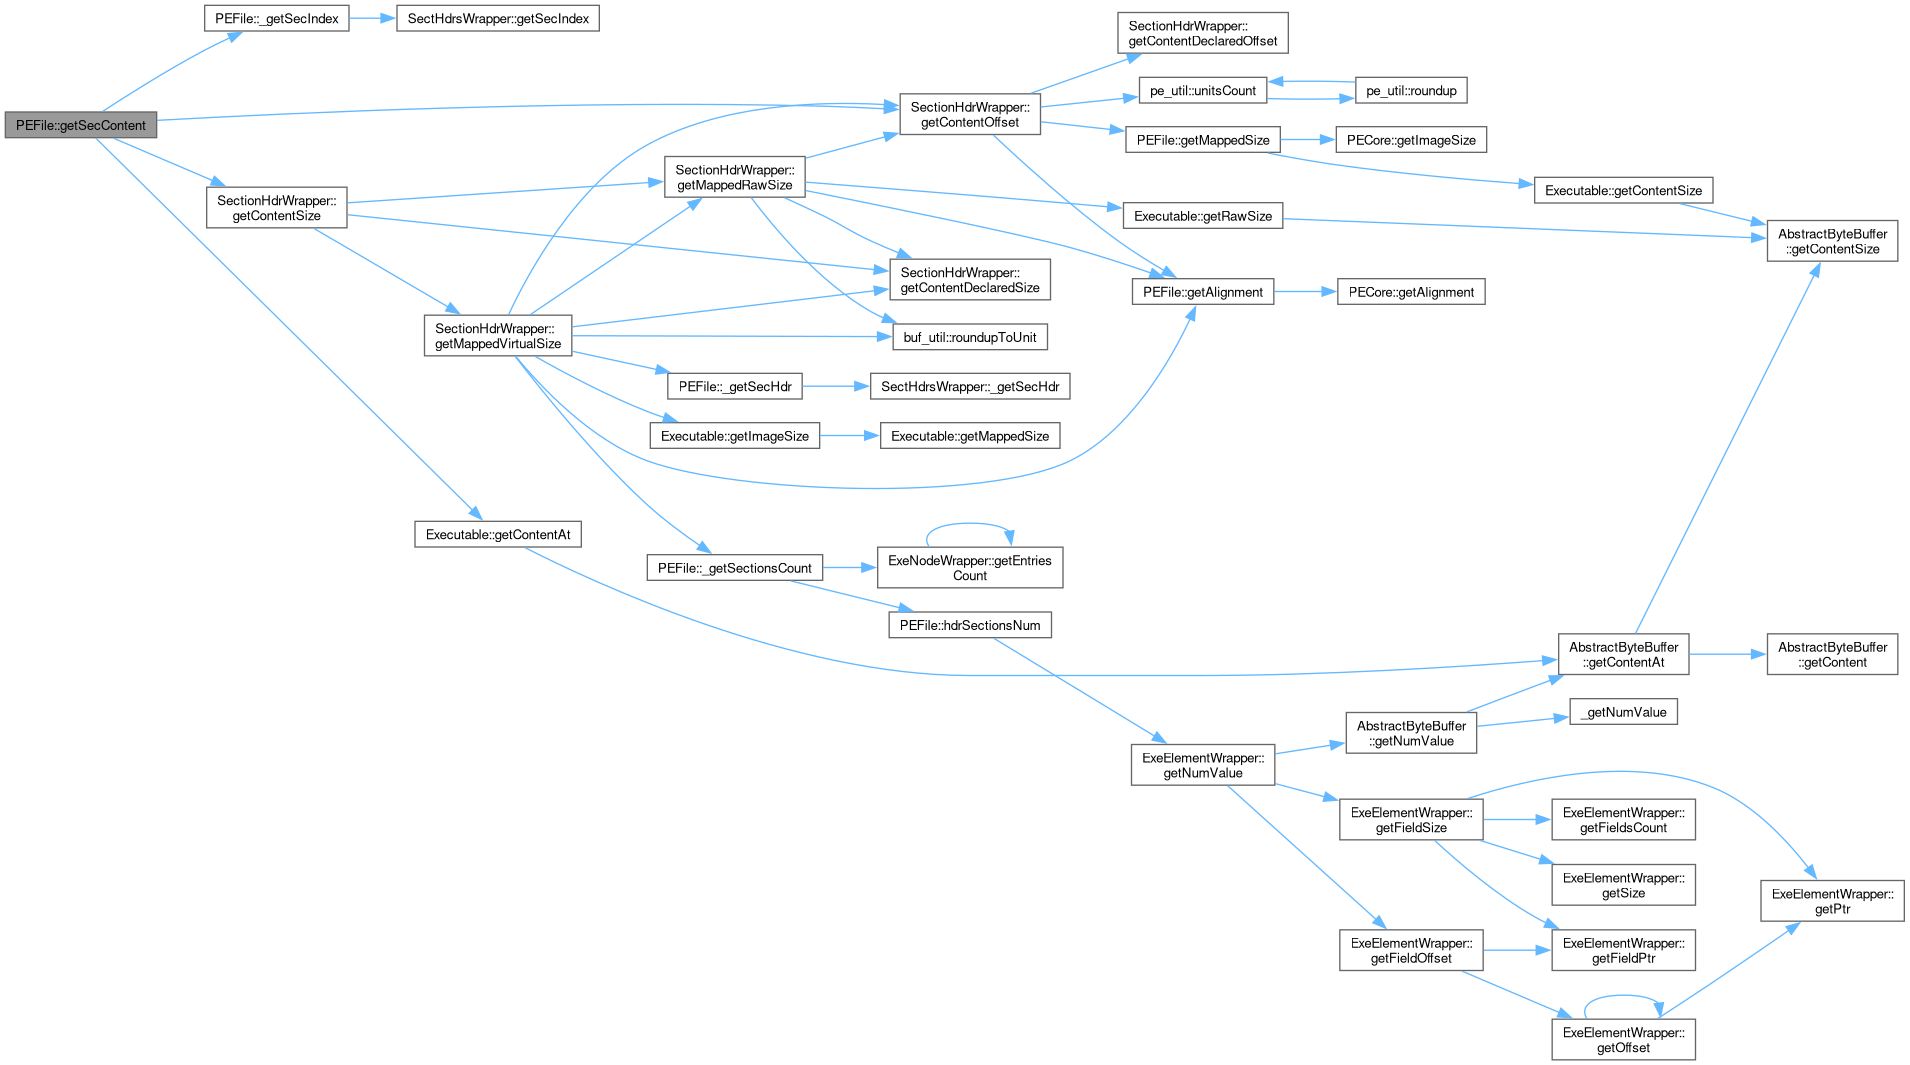 PEFile::_getSecIndex
SectHdrsWrapper::getSecIndex
SectionHdrWrapper::
getContentDeclaredOffset
pe_util::unitsCount
pe_util::roundup
PEFile::getSecContent
SectionHdrWrapper::
getContentOffset
PEFile::getMappedSize
PECore::getImageSize
SectionHdrWrapper::
getMappedRawSize
Executable::getContentSize
SectionHdrWrapper::
getContentSize
Executable::getRawSize
AbstractByteBuffer
::getContentSize
SectionHdrWrapper::
getContentDeclaredSize
PEFile::getAlignment
PECore::getAlignment
SectionHdrWrapper::
getMappedVirtualSize
buf_util::roundupToUnit
PEFile::_getSecHdr
SectHdrsWrapper::_getSecHdr
Executable::getImageSize
Executable::getMappedSize
Executable::getContentAt
PEFile::_getSectionsCount
ExeNodeWrapper::getEntries
Count
PEFile::hdrSectionsNum
AbstractByteBuffer
::getContentAt
AbstractByteBuffer
::getContent
_getNumValue
AbstractByteBuffer
::getNumValue
ExeElementWrapper::
getNumValue
ExeElementWrapper::
getFieldSize
ExeElementWrapper::
getFieldsCount
ExeElementWrapper::
getSize
ExeElementWrapper::
getPtr
ExeElementWrapper::
getFieldOffset
ExeElementWrapper::
getFieldPtr
ExeElementWrapper::
getOffset